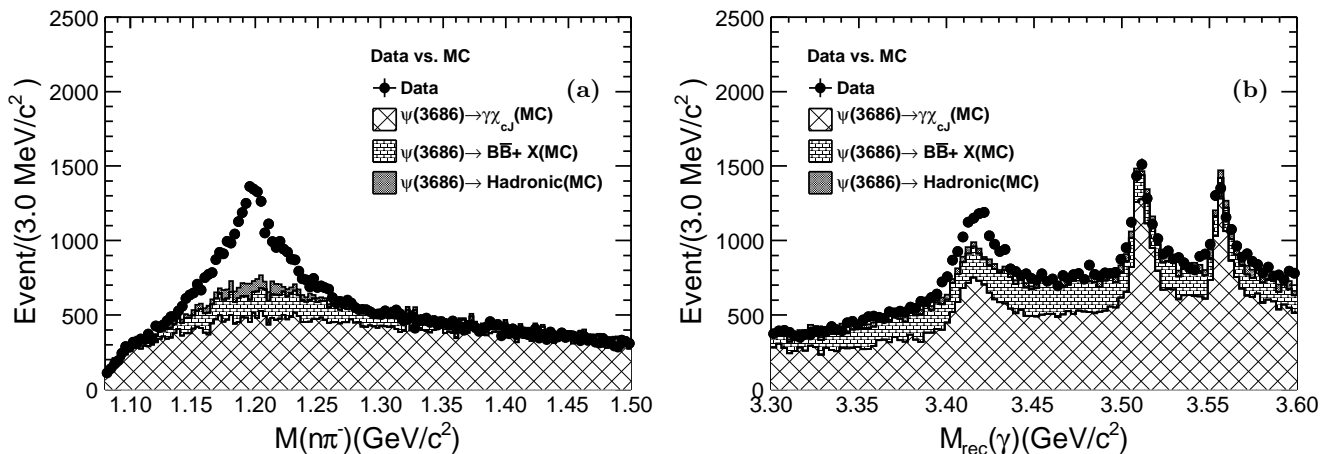 2500
2000
1500
1000
500
0
Event/(3.0 MeV/c²)
Data vs. MC
Data
ψ(3686)→γχ_cJ(MC)
ψ(3686)→ BB̅+ X(MC)
ψ(3686)→ Hadronic(MC)
(a)
1.10 1.15 1.20 1.25 1.30 1.35 1.40 1.45 1.50
M(nπ⁻)(GeV/c²)
2500
2000
1500
1000
500
0
Event/(3.0 MeV/c²)
Data vs. MC
Data
ψ(3686)→γχ_cJ(MC)
ψ(3686)→ BB̅+ X(MC)
ψ(3686)→ Hadronic(MC)
(b)
3.30 3.35 3.40 3.45 3.50 3.55 3.60
M_rec(γ)(GeV/c²)